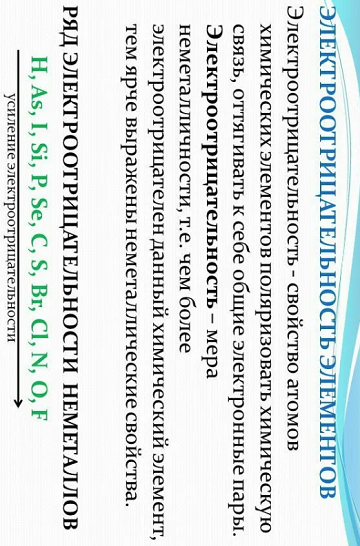 ЭЛЕКТРООТРИЦАТЕЛЬНОСТЬ ЭЛЕМЕНТОВ
Электроотрицательность - свойство атомов
химических элементов поляризовать химическую
связь, оттягивать к себе общие электронные пары.
Электроотрицательность – мера
неметалличности, т.е. чем более
электроотрицателен данный химический элемент,
тем ярче выражены неметаллические свойства.
РЯД ЭЛЕКТРООТРИЦАТЕЛЬНОСТИ НЕМЕТАЛЛОВ
H, As, I, Si, P, Se, C, S, Br, Cl, N, O, F
усиление электроотрицательности